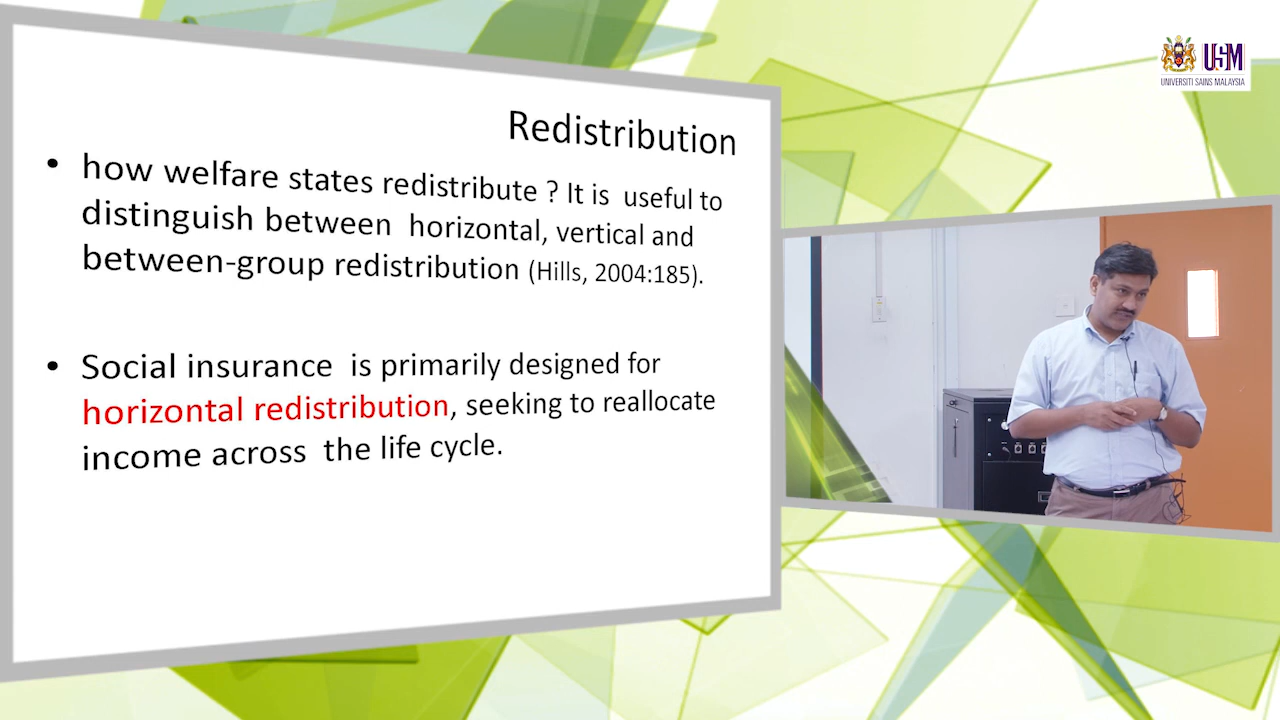 USM
UNIVERSITI SAINS MALAYSIA
Redistribution
• how welfare states redistribute ? It is useful to
distinguish between horizontal, vertical and
between-group redistribution (Hills, 2004:185).
• Social insurance is primarily designed for
horizontal redistribution, seeking to reallocate
income across the life cycle.